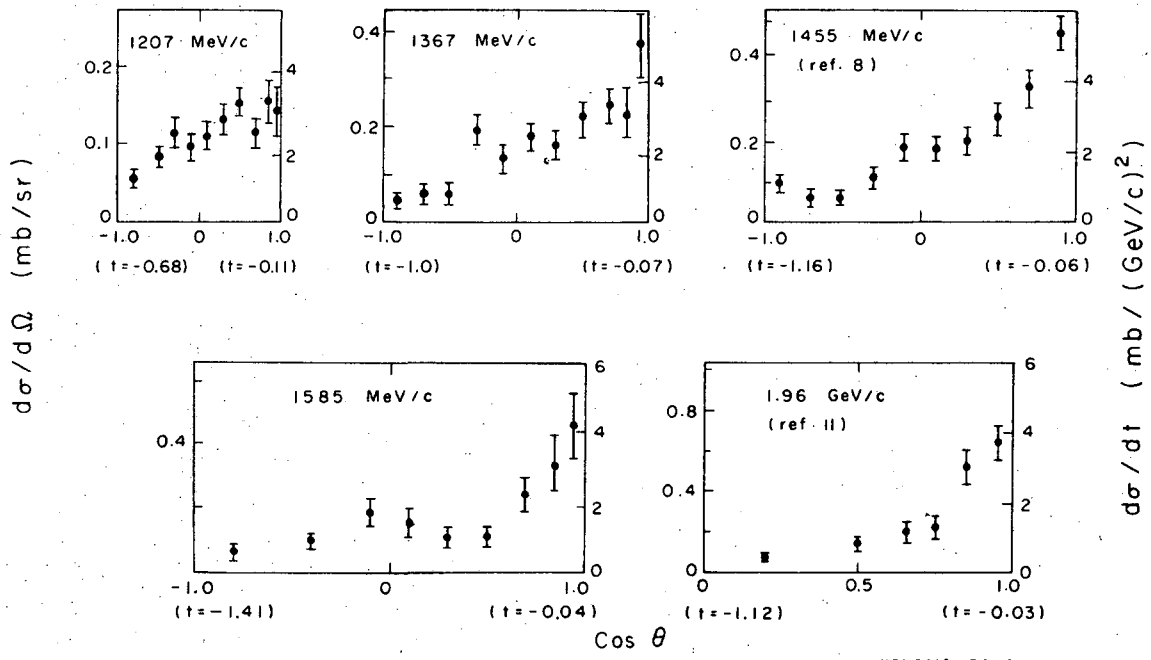 1207 MeV/c
0.2
0.1
0
4
2
0
-1.0 0 1.0
(t=-0.68) (t=-0.11)
1367 MeV/c
0.4
0.2
0
4
2
0
-1.0 0 1.0
(t=-1.0) (t=-0.07)
1455 MeV/c
(ref. 8)
0.4
0.2
0
6
4
2
0
-1.0 0 1.0
(t=-1.16) (t=-0.06)
dσ/dΩ (mb/sr)
dσ/dt (mb/(GeV/c)²
1585 MeV/c
0.4
6
4
2
0
-1.0 0 1.0
(t=-1.41) (t=-0.04)
1.96 GeV/c
(ref. 11)
0.8
0.4
0
6
4
2
0
0 0.5 1.0
(t=-1.12) (t=-0.03)
Cos θ